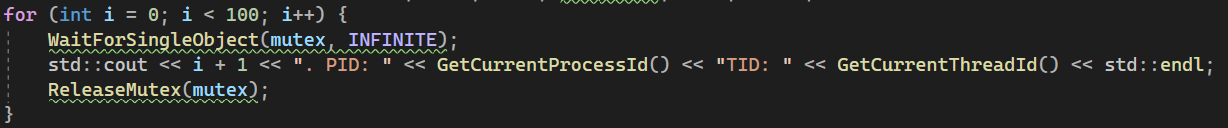 for (int i = 0; i < 100; i++) {
    WaitForSingleObject(mutex, INFINITE);
    std::cout << i + 1 << ". PID: " << GetCurrentProcessId() << "TID: " << GetCurrentThreadId() << std::endl;
    ReleaseMutex(mutex);
}